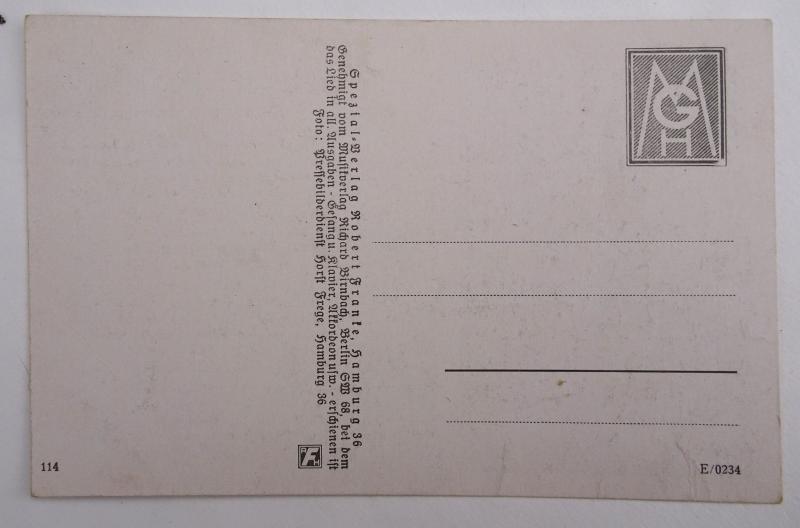 Spezial-Verlag Robert Franke, Hamburg 36
Genehmigt vom Musikverlag Richard Birnbach, Berlin SW 68, bei dem
das Lied in all. Ausgaben - Gesang u. Klavier, Akkordeon usw. - erschienen ist
Foto: Pressebilderdienst Horst Frege, Hamburg 36
F
MGH
114
E/0234